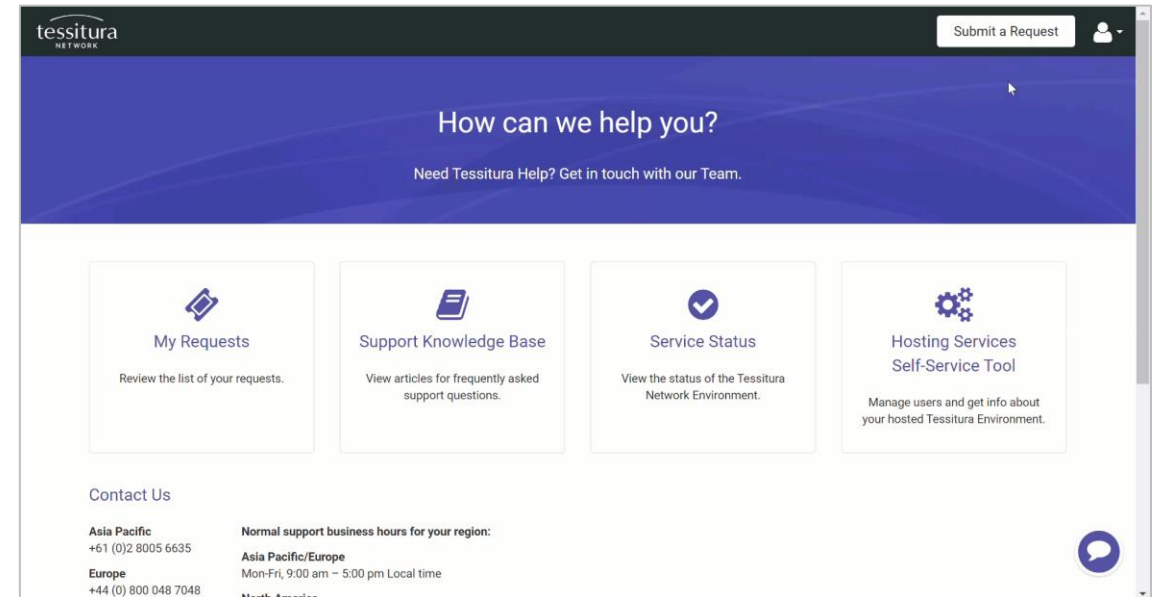 tessitura
NETWORK
Submit a Request
How can we help you?
Need Tessitura Help? Get in touch with our Team.
My Requests
Review the list of your requests.
Support Knowledge Base
View articles for frequently asked
support questions.
Service Status
View the status of the Tessitura
Network Environment.
Hosting Services
Self-Service Tool
Manage users and get info about
your hosted Tessitura Environment.
Contact Us
Asia Pacific
+61 (0)2 8005 6635
Europe
+44 (0) 800 048 7048
Normal support business hours for your region:
Asia Pacific/Europe
Mon-Fri, 9:00 am – 5:00 pm Local time
North America